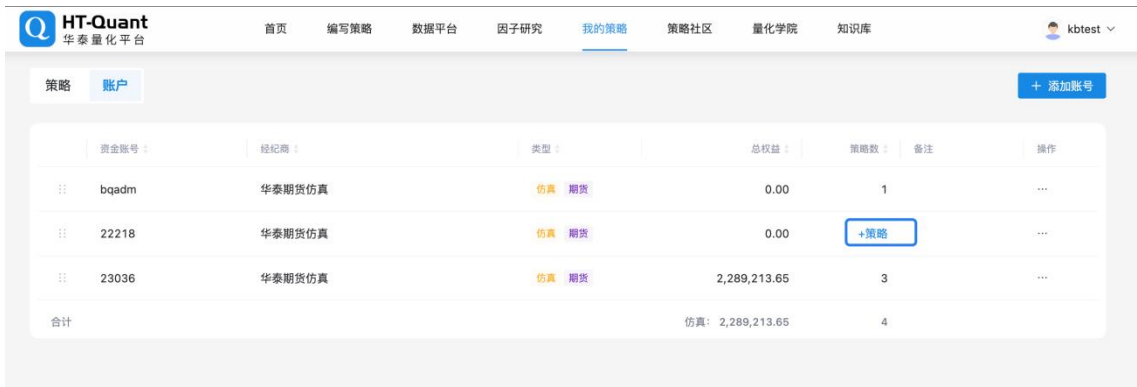 HT-Quant
华泰量化平台
首页 编写策略 数据平台 因子研究 我的策略 策略社区 量化学院 知识库 kbtest
策略 账户 + 添加账号
资金账号 经纪商 类型 总权益 策略数 备注 操作
bqadm 华泰期货仿真 仿真 期货 0.00 1 ...
22218 华泰期货仿真 仿真 期货 0.00 +策略 ...
23036 华泰期货仿真 仿真 期货 2,289,213.65 3 ...
合计 仿真: 2,289,213.65 4